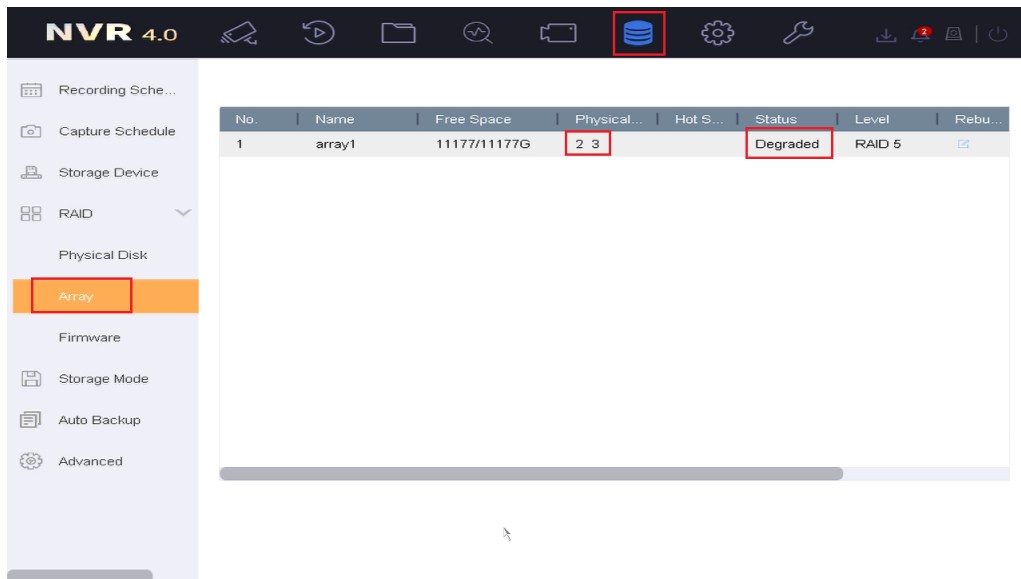 NVR 4.0
2
Recording Sche...
Capture Schedule
Storage Device
RAID
Physical Disk
Array
Firmware
Storage Mode
Auto Backup
Advanced
No. Name Free Space Physical... Hot S... Status Level Rebu...
1 array1 11177/11177G 2 3 Degraded RAID 5